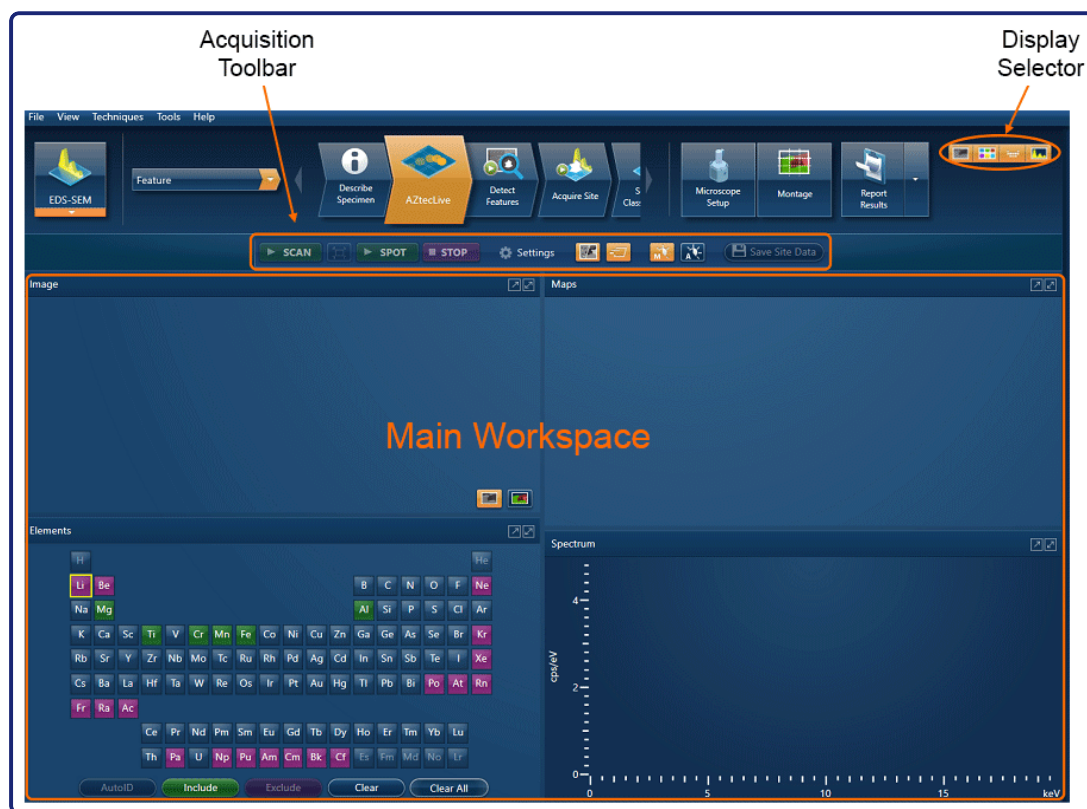 Acquisition
Toolbar
Display
Selector
File View Techniques Tools Help
EDS-SEM
Feature
Describe
Specimen
AZtecLive
Detect
Features
Acquire Site
S
Clas
Microscope
Setup
Montage
Report
Results
SCAN SPOT STOP Settings M A Save Site Data
Image Maps
Main Workspace
Elements
Spectrum
H He
Li Be B C N O F Ne
Na Mg Al Si P S Cl Ar
K Ca Sc Ti V Cr Mn Fe Co Ni Cu Zn Ga Ge As Se Br Kr
Rb Sr Y Zr Nb Mo Tc Ru Rh Pd Ag Cd In Sn Sb Te I Xe
Cs Ba La Hf Ta W Re Os Ir Pt Au Hg Tl Pb Bi Po At Rn
Fr Ra Ac
Ce Pr Nd Pm Sm Eu Gd Tb Dy Ho Er Tm Yb Lu
Th Pa U Np Pu Am Cm Bk Cf Es Fm Md No Lr
AutoID Include Exclude Clear Clear All
cps/eV
4
2
0
0 5 10 15 keV